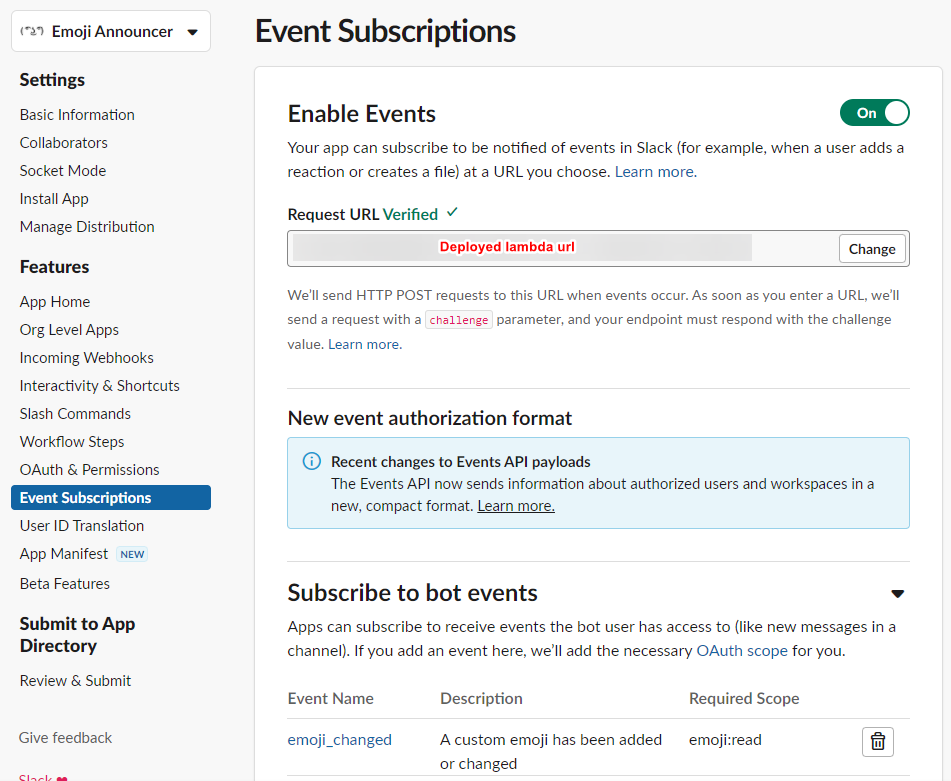 Emoji Announcer
Settings
Basic Information
Collaborators
Socket Mode
Install App
Manage Distribution
Features
App Home
Org Level Apps
Incoming Webhooks
Interactivity & Shortcuts
Slash Commands
Workflow Steps
OAuth & Permissions
Event Subscriptions
User ID Translation
App Manifest NEW
Beta Features
Submit to App
Directory
Review & Submit
Give feedback
Slack ❤
Event Subscriptions
Enable Events
On
Your app can subscribe to be notified of events in Slack (for example, when a user adds a
reaction or creates a file) at a URL you choose. Learn more.
Request URL Verified ✓
Deployed lambda url
Change
We’ll send HTTP POST requests to this URL when events occur. As soon as you enter a URL, we’ll
send a request with a challenge parameter, and your endpoint must respond with the challenge
value. Learn more.
New event authorization format
Recent changes to Events API payloads
The Events API now sends information about authorized users and workspaces in a
new, compact format. Learn more.
Subscribe to bot events
Apps can subscribe to receive events the bot user has access to (like new messages in a
channel). If you add an event here, we’ll add the necessary OAuth scope for you.
Event Name Description Required Scope
emoji_changed A custom emoji has been added emoji:read
or changed